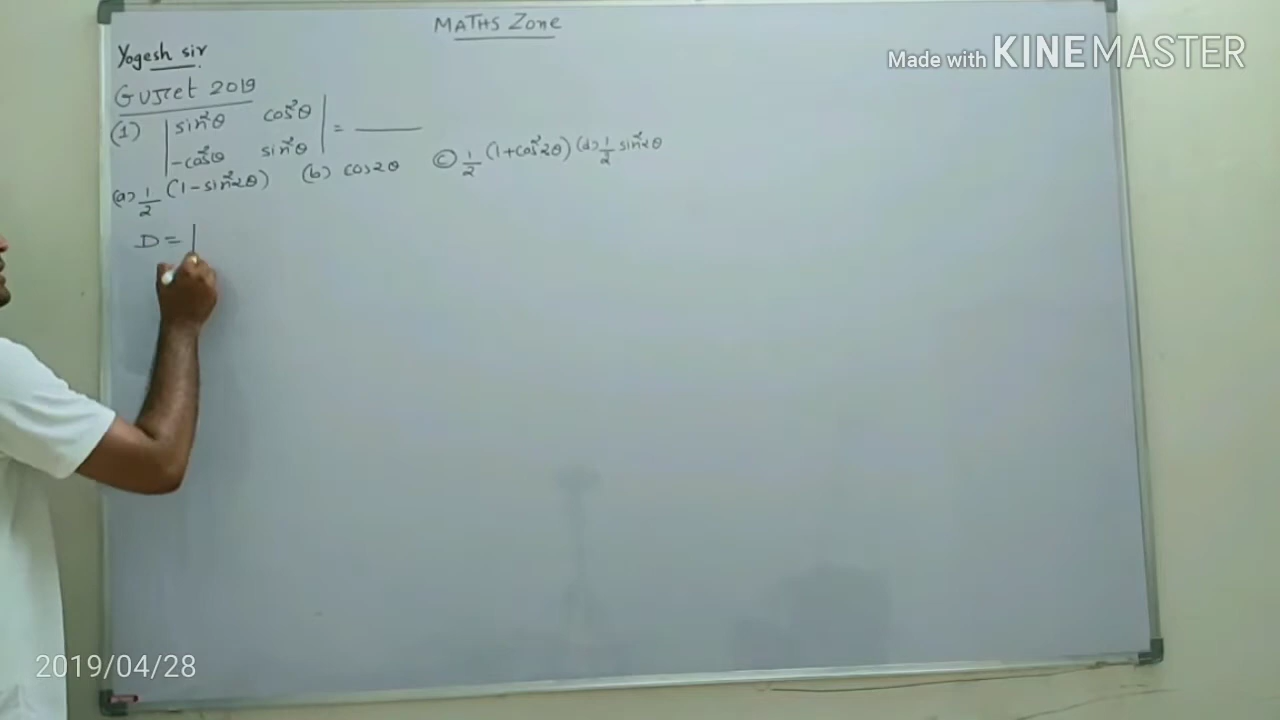 MATHS Zone
Made with KINEMASTER
Yogesh sir
GUJcet 2019
(1) | sin²θ cos²θ | = ______
| -cos²θ sin²θ |
(a) 1/2 (1 - sin²2θ) (b) cos2θ (c) 1/2 (1+cos²2θ) (d) 1/2 sin²2θ
D = |
2019/04/28